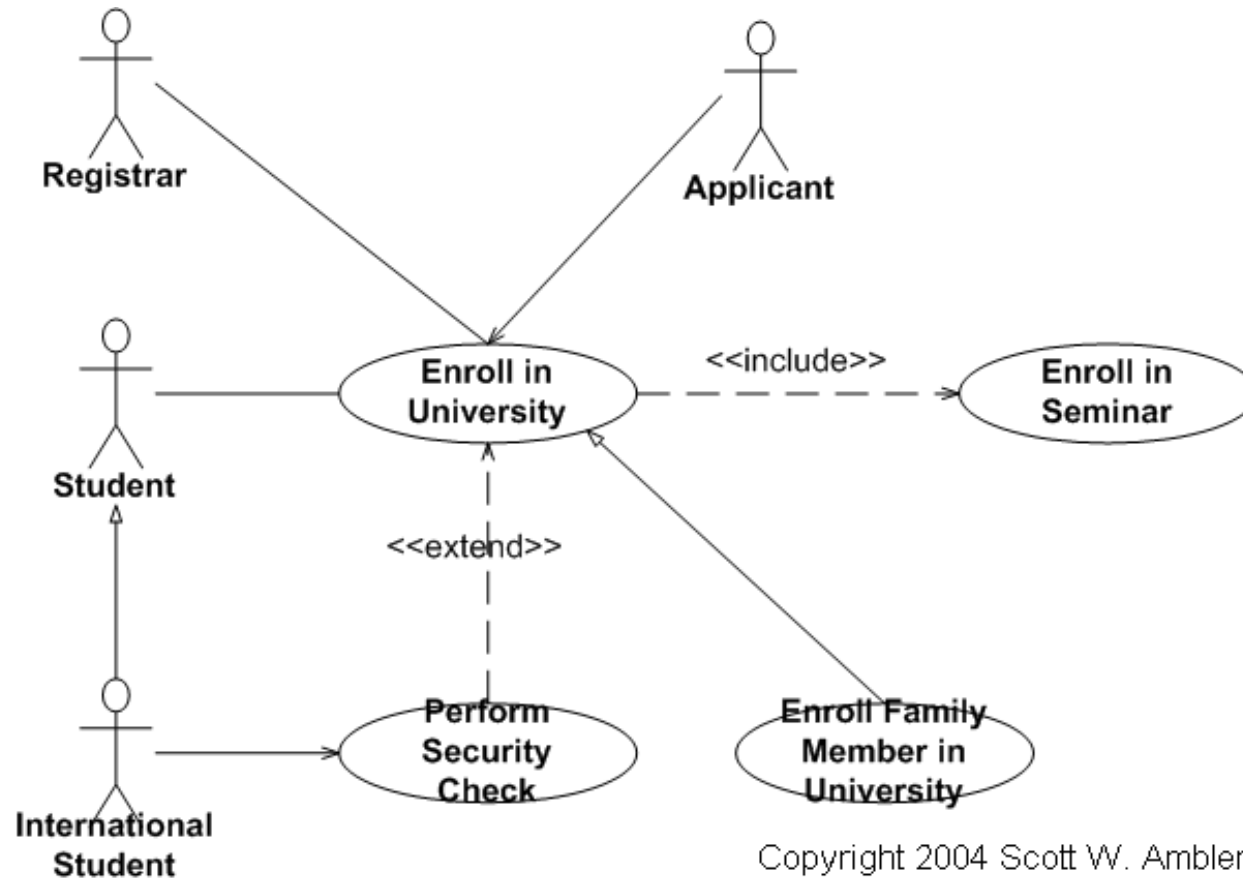 Registrar
Applicant
Enroll in
University
<<include>>
Enroll in
Seminar
Student
<<extend>>
Perform
Security
Check
Enroll Family
Member in
University
International
Student
Copyright 2004 Scott W. Ambler